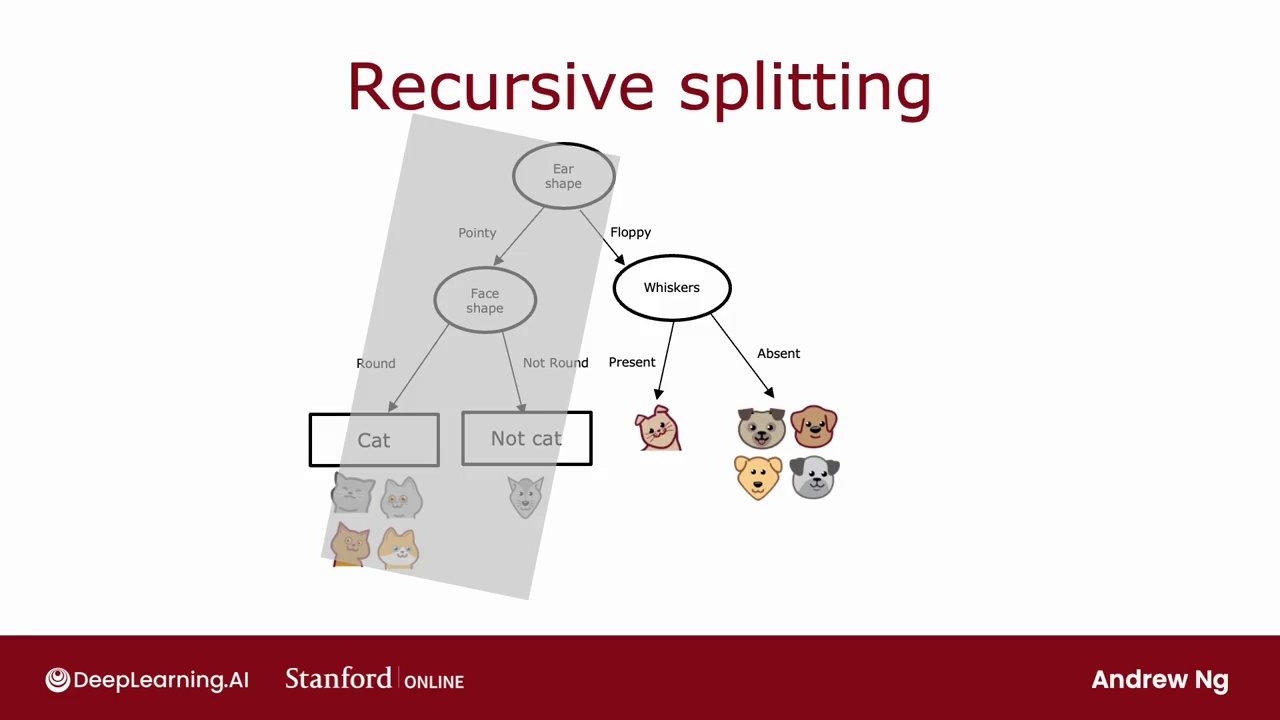 Recursive splitting
Ear
shape
Pointy
Floppy
Face
shape
Whiskers
Round
Not Round
Present
Absent
Cat
Not cat
DeepLearning.AI
Stanford ONLINE
Andrew Ng